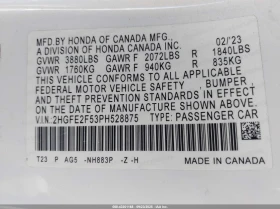 MFD. BY HONDA OF CANADA MFG.,
A DIVISION OF HONDA CANADA INC. 02/'23
GVWR 3880LBS GAWR F 2072LBS R 1840LBS
GVWR 1760KG GAWR F 940KG R 835KG
THIS VEHICLE CONFORMS TO ALL APPLICABLE
FEDERAL MOTOR VEHICLE SAFETY, BUMPER,
AND THEFT PREVENTION STANDARDS IN EFFECT
ON THE DATE OF MANUFACTURE SHOWN ABOVE.
V.I.N.:2HGFE2F53PH528875 TYPE: PASSENGER CAR
T23 P AG5 -NH883P -Z -H
MADE IN CANADA